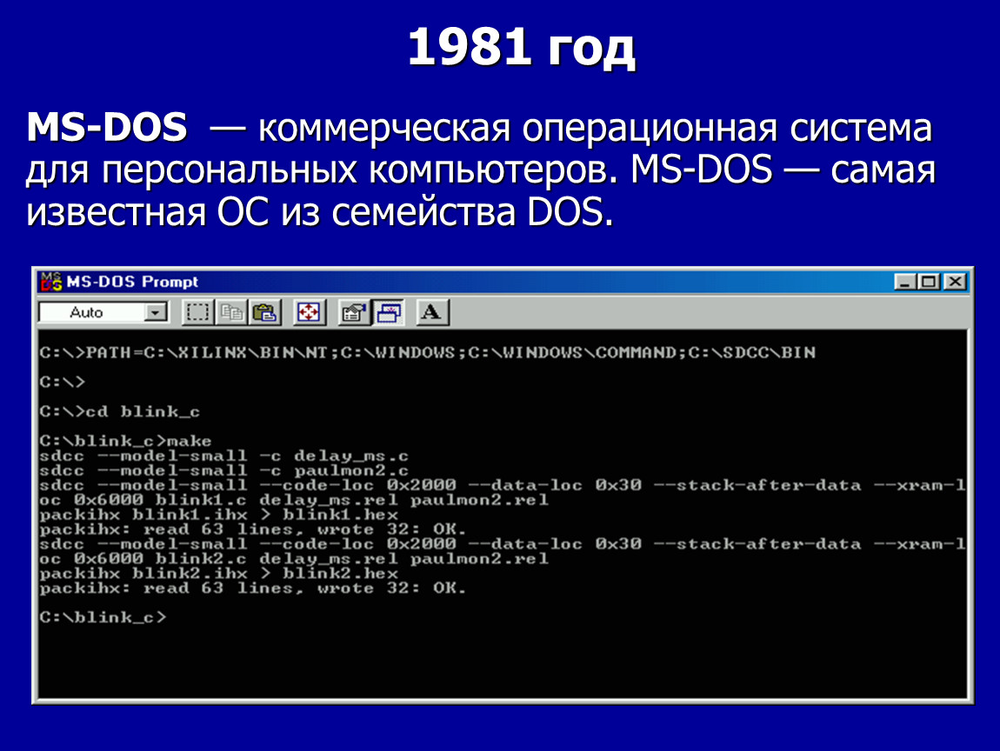 1981 год
MS-DOS — коммерческая операционная система
для персональных компьютеров. MS-DOS — самая
известная ОС из семейства DOS.
MS-DOS Prompt
Auto
A
C:\>PATH=C:\XILINX\BIN\NT;C:\WINDOWS;C:\WINDOWS\COMMAND;C:\SDCC\BIN
C:\>
C:\>cd blink_c
C:\blink_c>make
sdcc --model-small -c delay_ms.c
sdcc --model-small -c paulmon2.c
sdcc --model-small --code-loc 0x2000 --data-loc 0x30 --stack-after-data --xram-l
oc 0x6000 blink1.c delay_ms.rel paulmon2.rel
packihx blink1.ihx > blink1.hex
packihx: read 63 lines, wrote 32: OK.
sdcc --model-small --code-loc 0x2000 --data-loc 0x30 --stack-after-data --xram-l
oc 0x6000 blink2.c delay_ms.rel paulmon2.rel
packihx blink2.ihx > blink2.hex
packihx: read 63 lines, wrote 32: OK.
C:\blink_c>